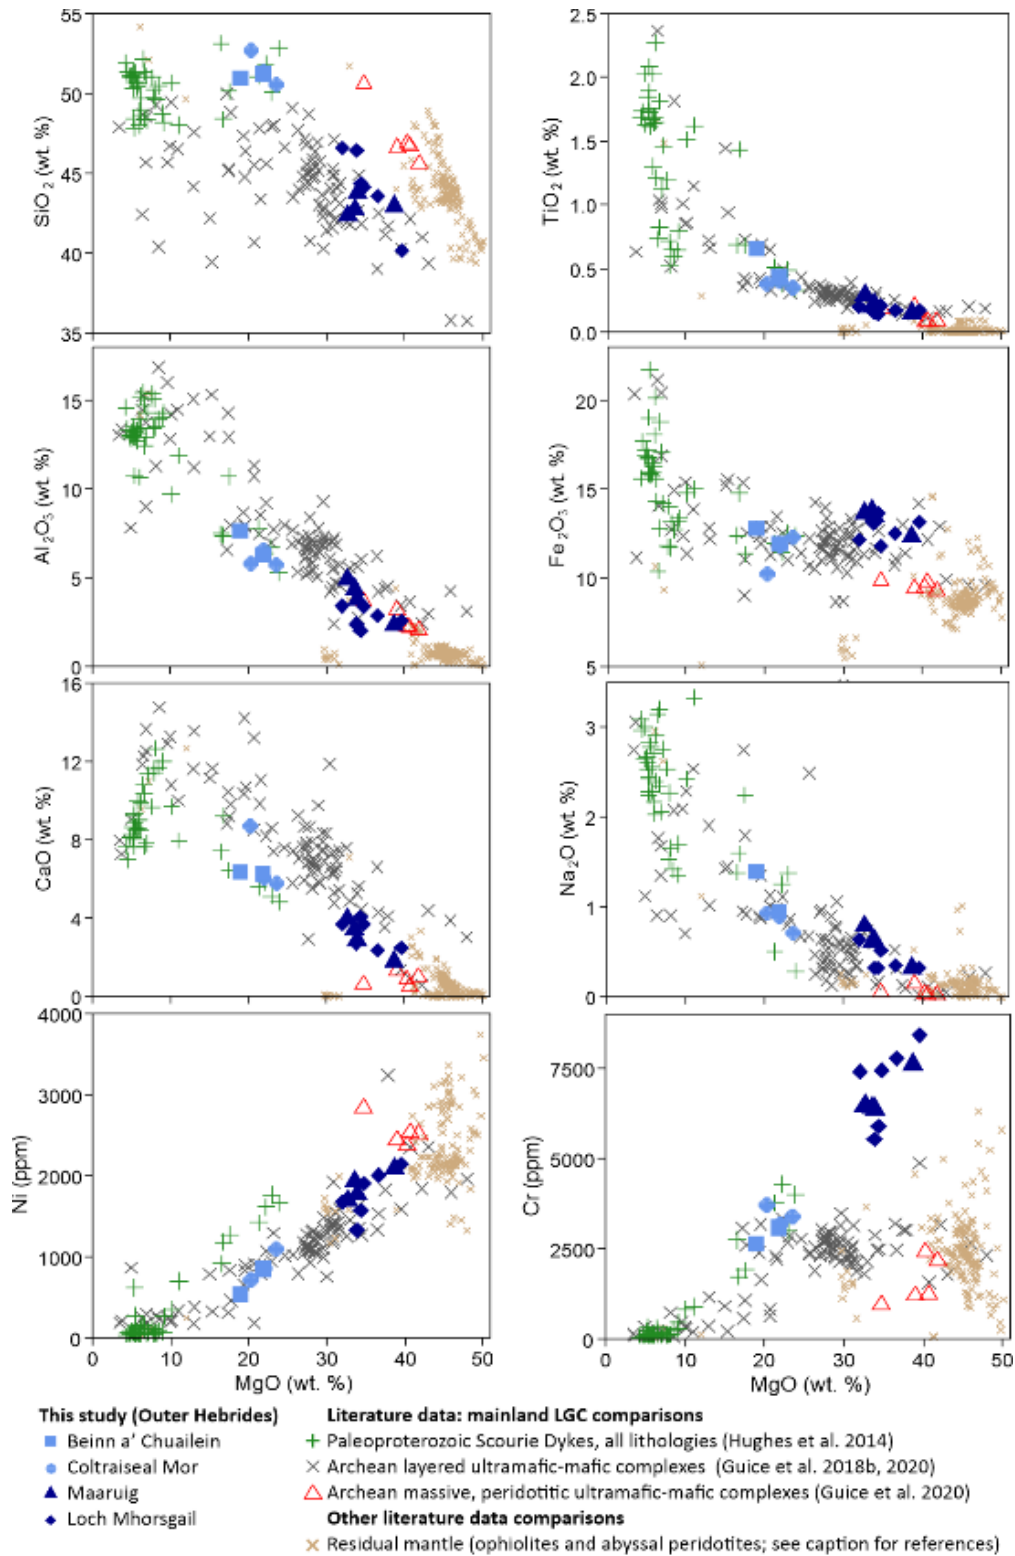 55
50
45
40
35
SiO2 (wt. %)
2.5
2.0
1.5
1.0
0.5
0.0
TiO2 (wt. %)
15
10
5
0
Al2O3 (wt. %)
20
15
10
5
Fe2O3 (wt. %)
16
12
8
4
0
CaO (wt. %)
3
2
1
0
Na2O (wt. %)
4000
3000
2000
1000
0
Ni (ppm)
0 10 20 30 40 50
MgO (wt. %)
7500
5000
2500
0
Cr (ppm)
0 10 20 30 40 50
MgO (wt. %)
This study (Outer Hebrides)
Beinn a' Chuailein
Coltraiseal Mor
Maaruig
Loch Mhorsgail
Literature data: mainland LGC comparisons
Paleoproterozoic Scourie Dykes, all lithologies (Hughes et al. 2014)
Archean layered ultramafic-mafic complexes (Guice et al. 2018b, 2020)
Archean massive, peridotitic ultramafic-mafic complexes (Guice et al. 2020)
Other literature data comparisons
Residual mantle (ophiolites and abyssal peridotites; see caption for references)